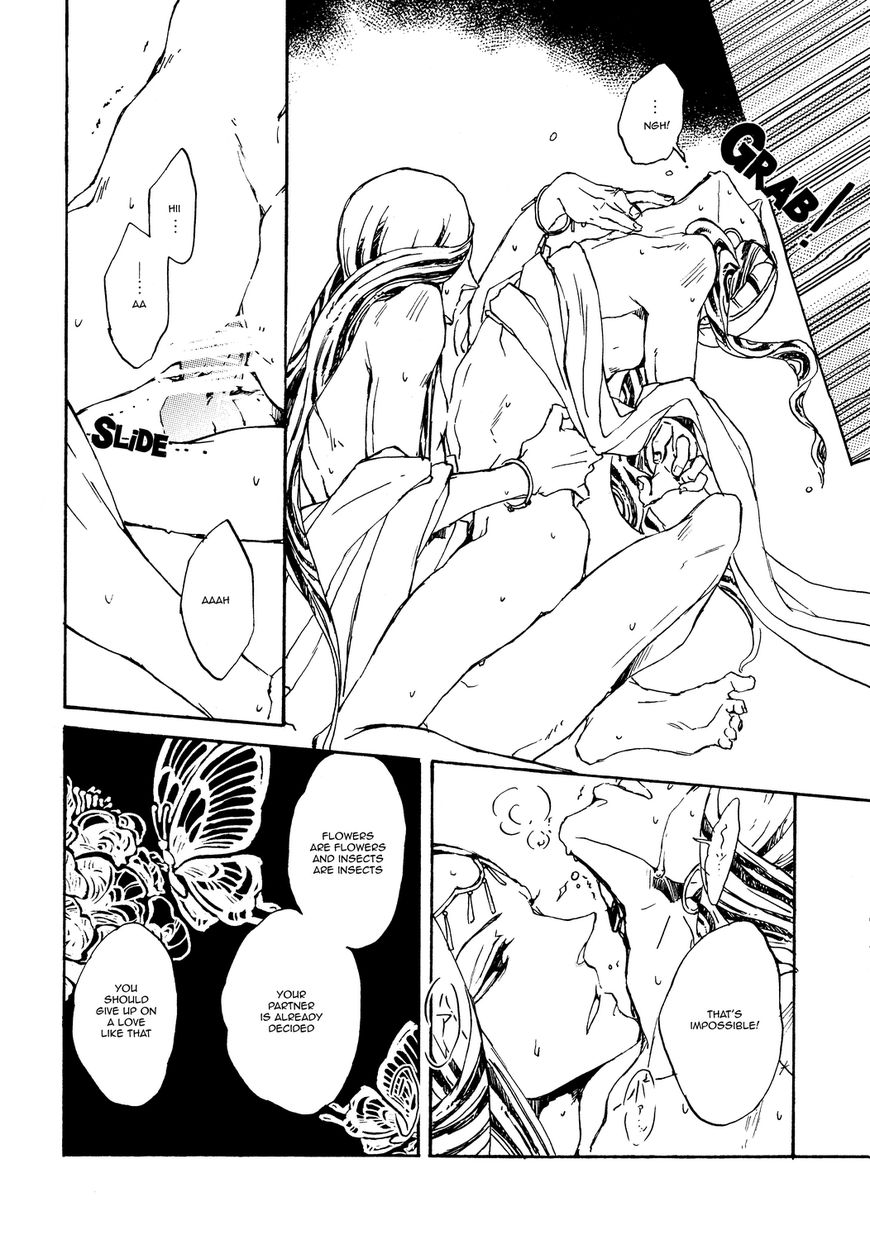 ……
NGH!
GRAB!
HII
……
……
AA
SLIDE
AAAH
THAT'S
IMPOSSIBLE!
FLOWERS
ARE FLOWERS
AND INSECTS
ARE INSECTS
YOUR
PARTNER
IS ALREADY
DECIDED
YOU
SHOULD
GIVE UP ON
A LOVE
LIKE THAT